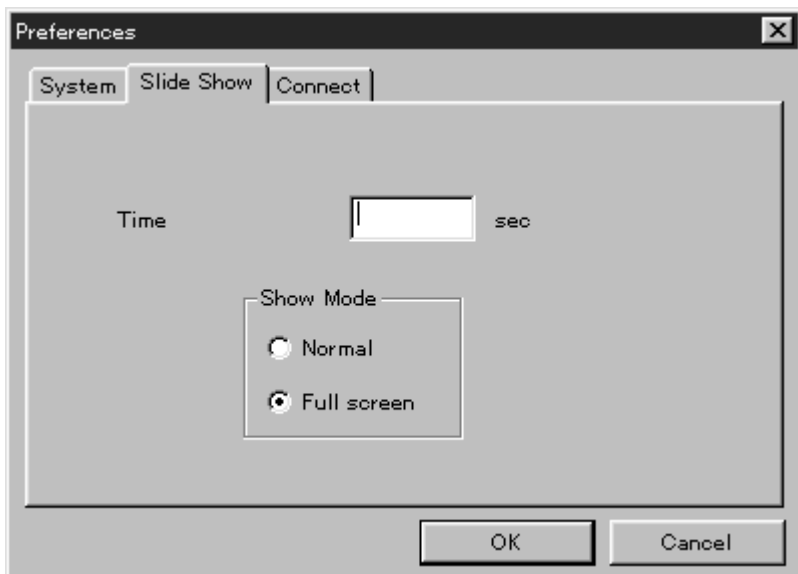 Preferences
System Slide Show Connect
Time sec
Show Mode
Normal
Full screen
OK Cancel